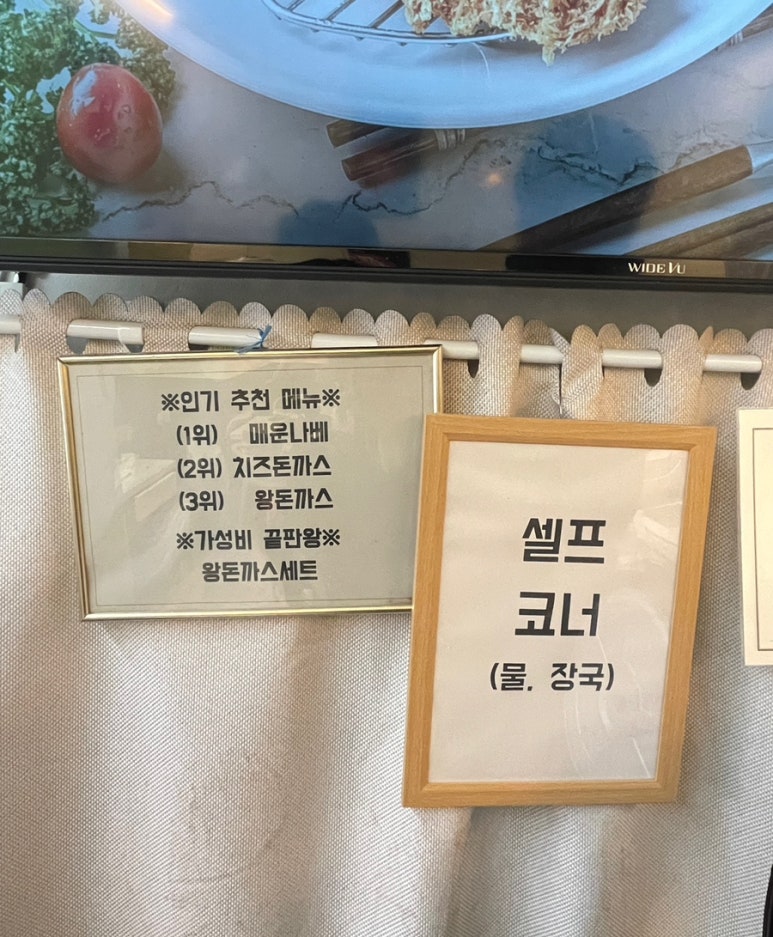 WIDE VU
※인기 추천 메뉴※
(1위) 매운나베
(2위) 치즈돈까스
(3위) 왕돈까스
※가성비 끝판왕※
왕돈까스세트
셀프
코너
(물, 장국)